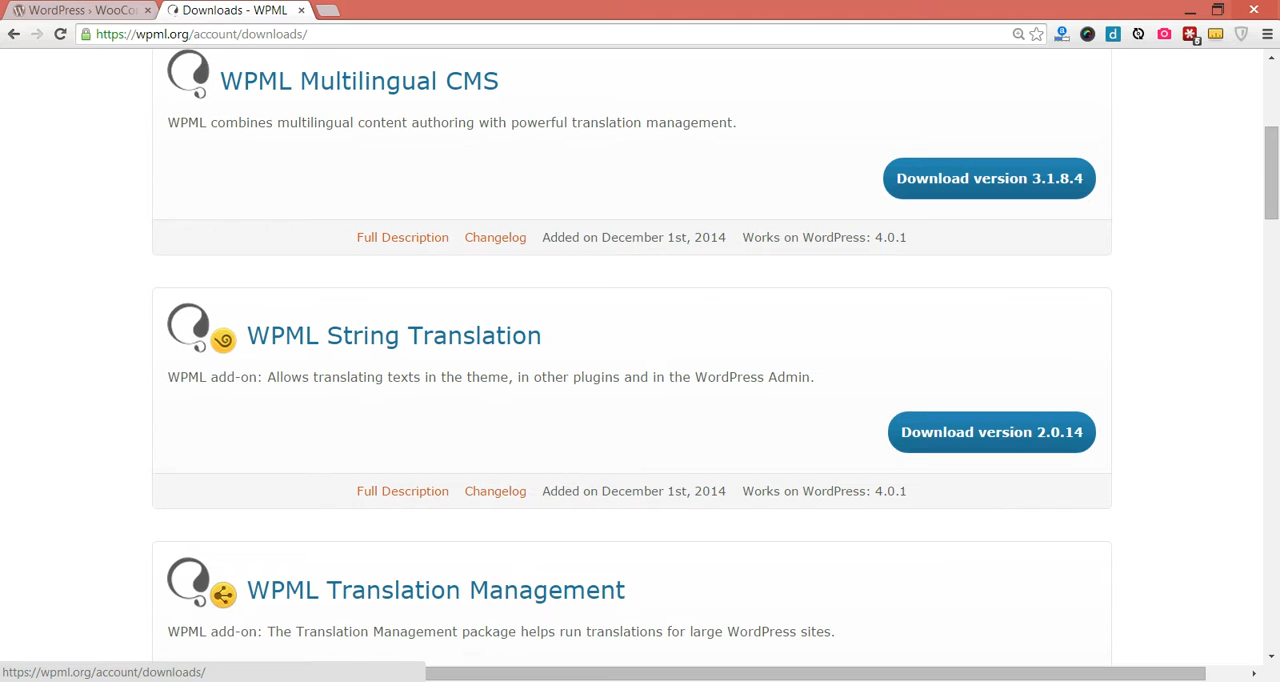 WordPress › WooCo
Downloads - WPML
https://wpml.org/account/downloads/
WPML Multilingual CMS
WPML combines multilingual content authoring with powerful translation management.
Download version 3.1.8.4
Full Description Changelog Added on December 1st, 2014 Works on WordPress: 4.0.1
WPML String Translation
WPML add-on: Allows translating texts in the theme, in other plugins and in the WordPress Admin.
Download version 2.0.14
Full Description Changelog Added on December 1st, 2014 Works on WordPress: 4.0.1
WPML Translation Management
WPML add-on: The Translation Management package helps run translations for large WordPress sites.
https://wpml.org/account/downloads/